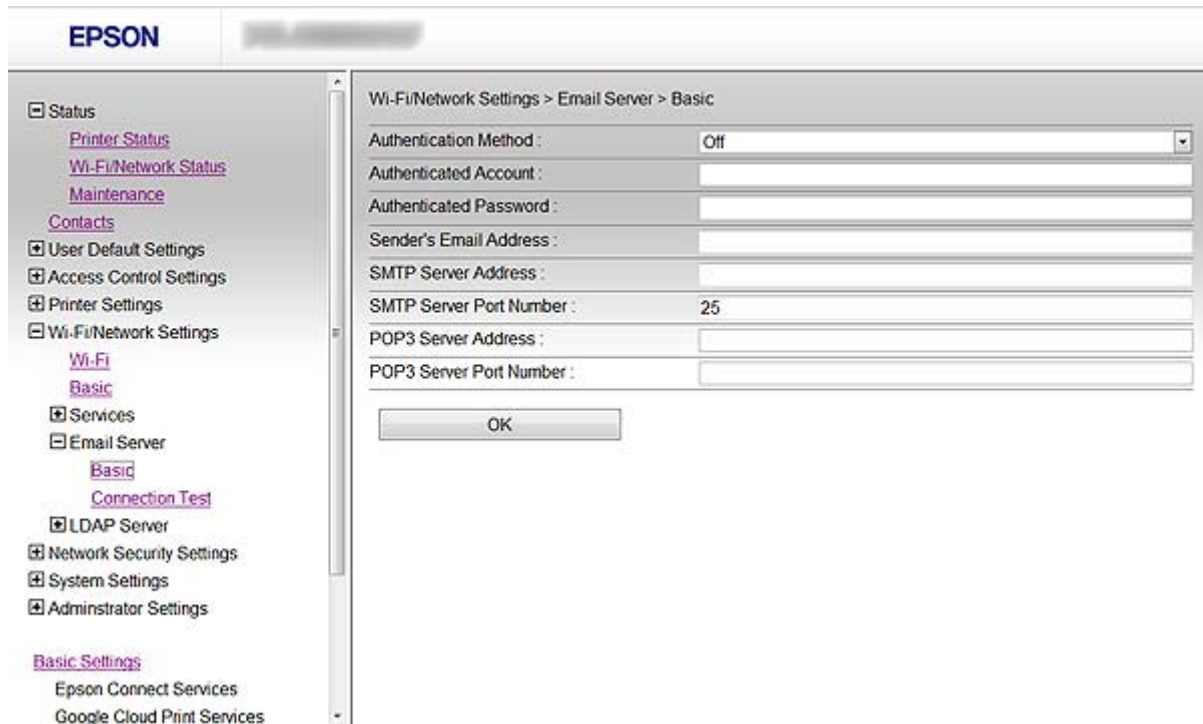 EPSON
Status
Printer Status
Wi-Fi/Network Status
Maintenance
Contacts
User Default Settings
Access Control Settings
Printer Settings
Wi-Fi/Network Settings
Wi-Fi
Basic
Services
Email Server
Basic
Connection Test
LDAP Server
Network Security Settings
System Settings
Adminstrator Settings
Basic Settings
Epson Connect Services
Google Cloud Print Services
Wi-Fi/Network Settings > Email Server > Basic
Authentication Method : Off
Authenticated Account :
Authenticated Password :
Sender's Email Address :
SMTP Server Address :
SMTP Server Port Number : 25
POP3 Server Address :
POP3 Server Port Number :
OK